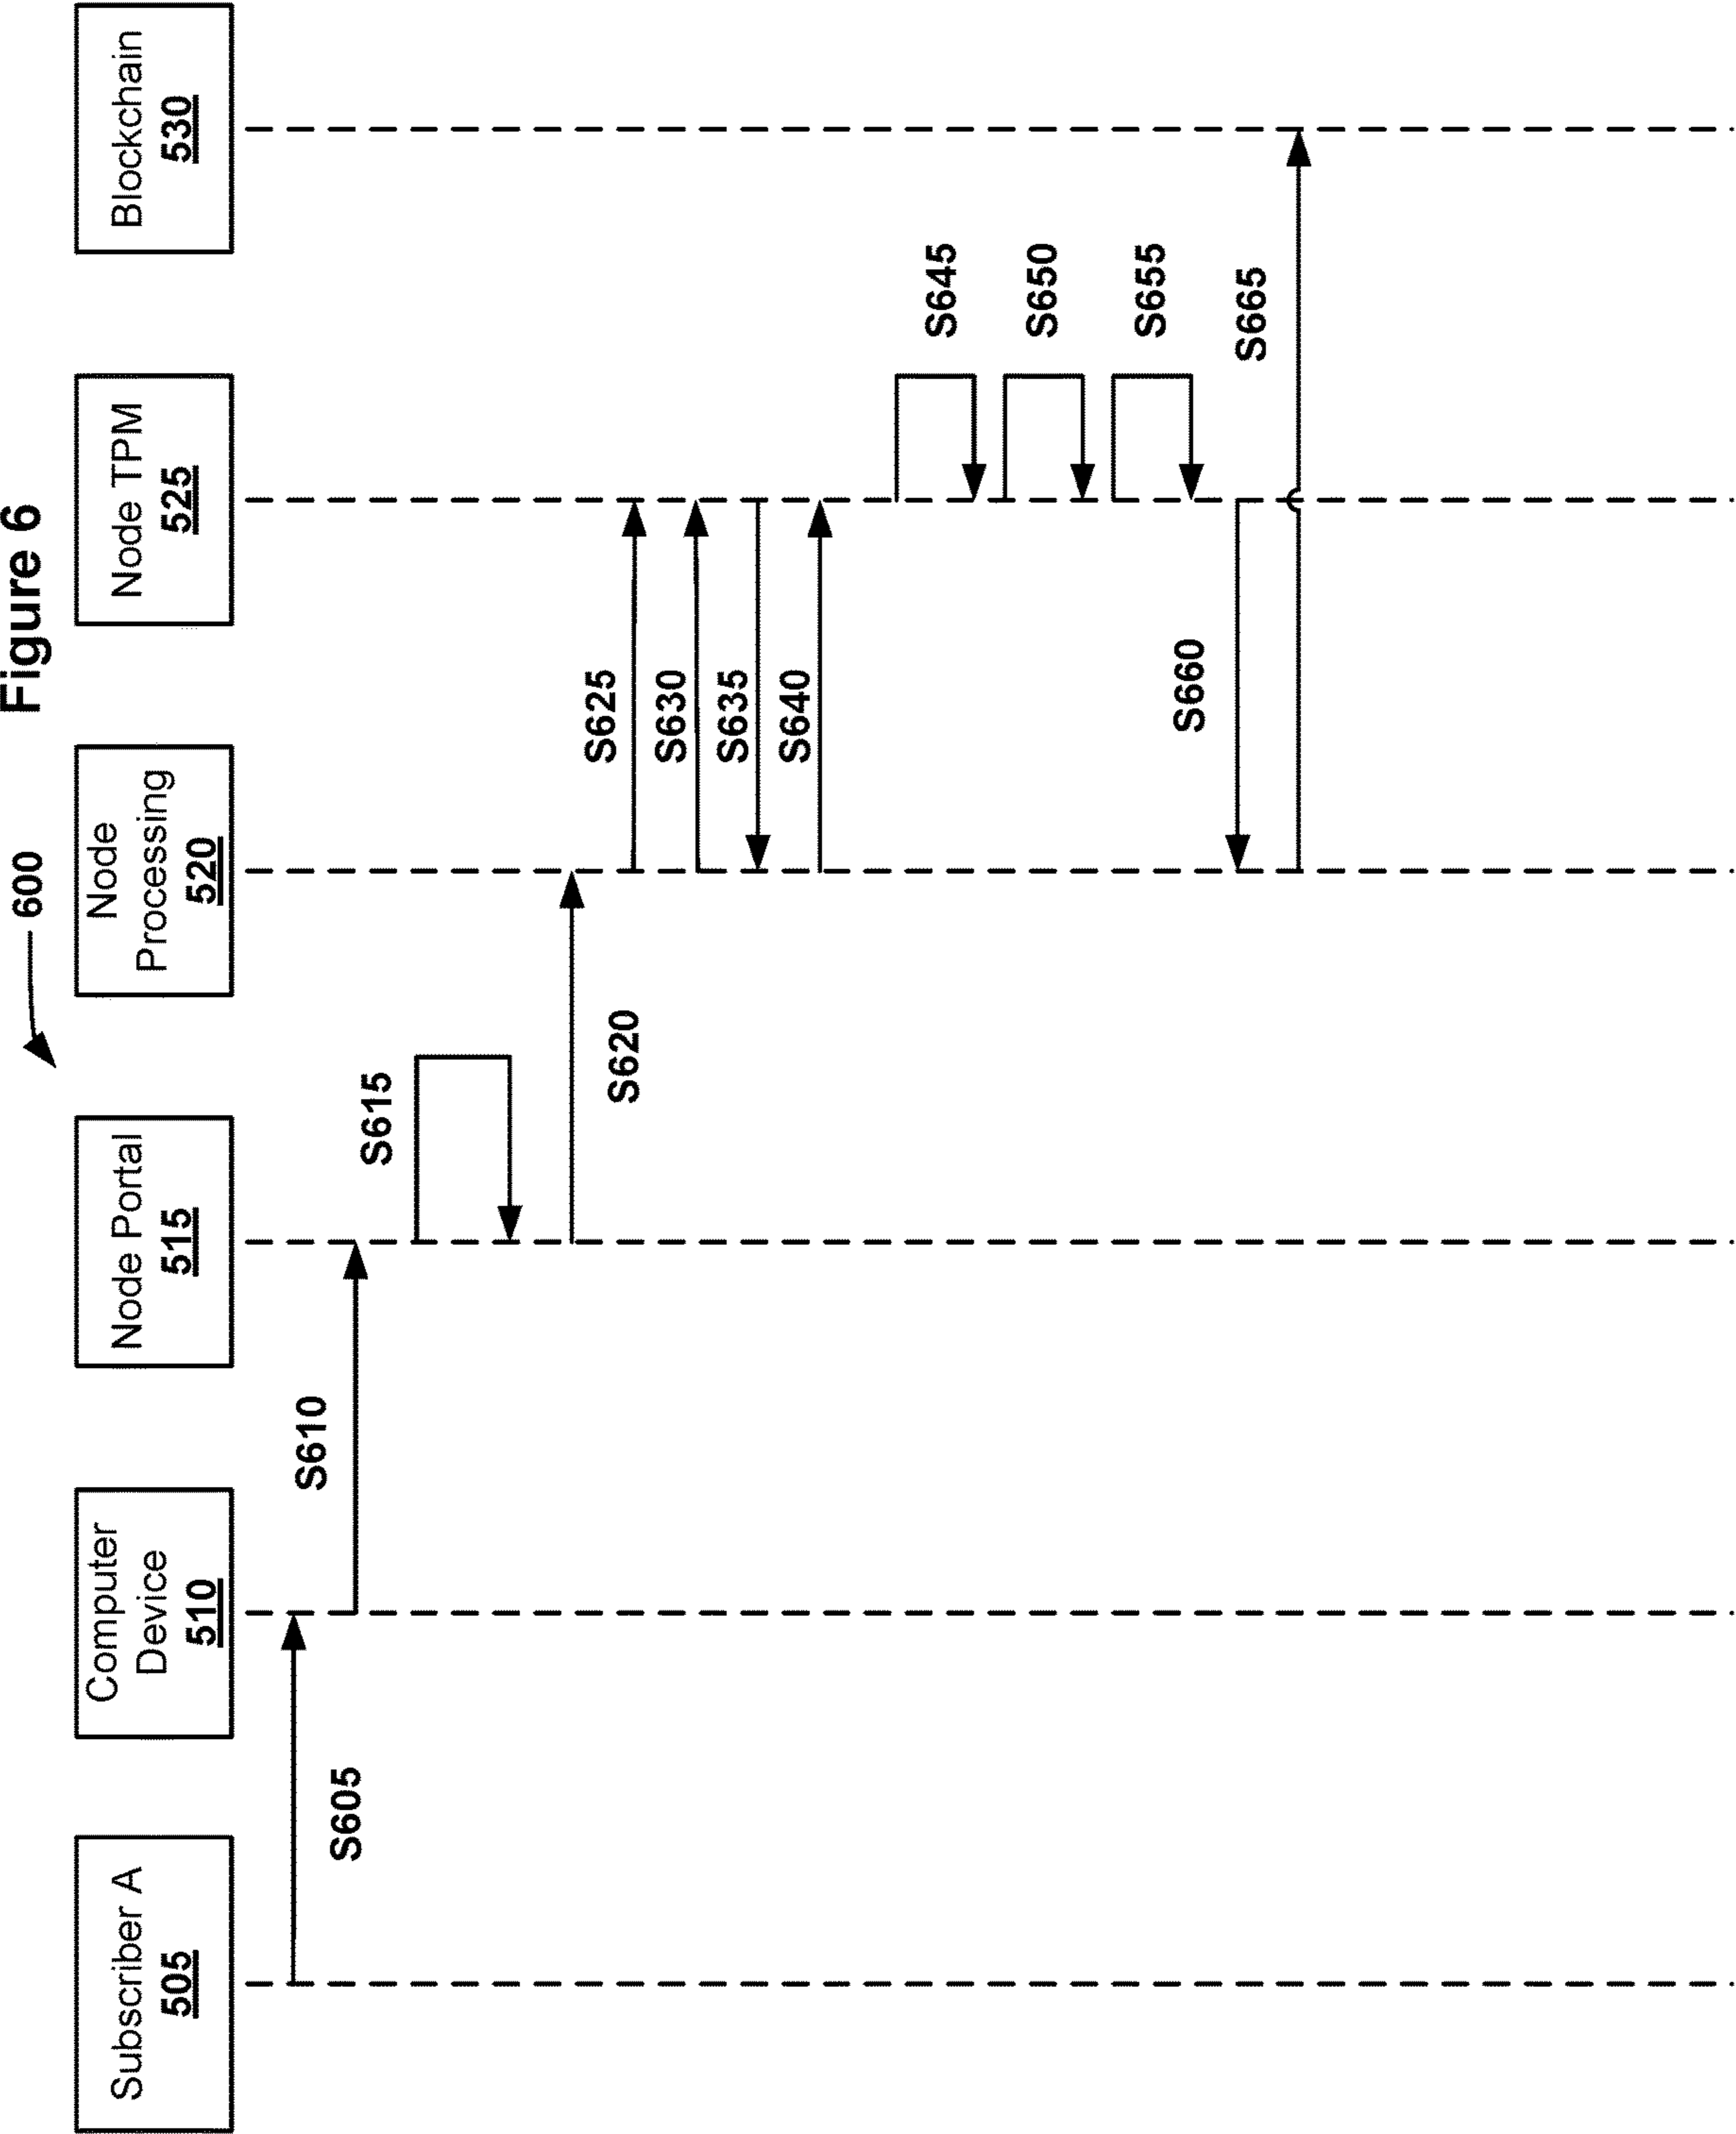 Figure 6
600
Subscriber A
505
Computer
Device
510
Node Portal
515
Node
Processing
520
Node TPM
525
Blockchain
530
S605
S610
S615
S620
S625
S630
S635
S640
S645
S650
S655
S660
S665